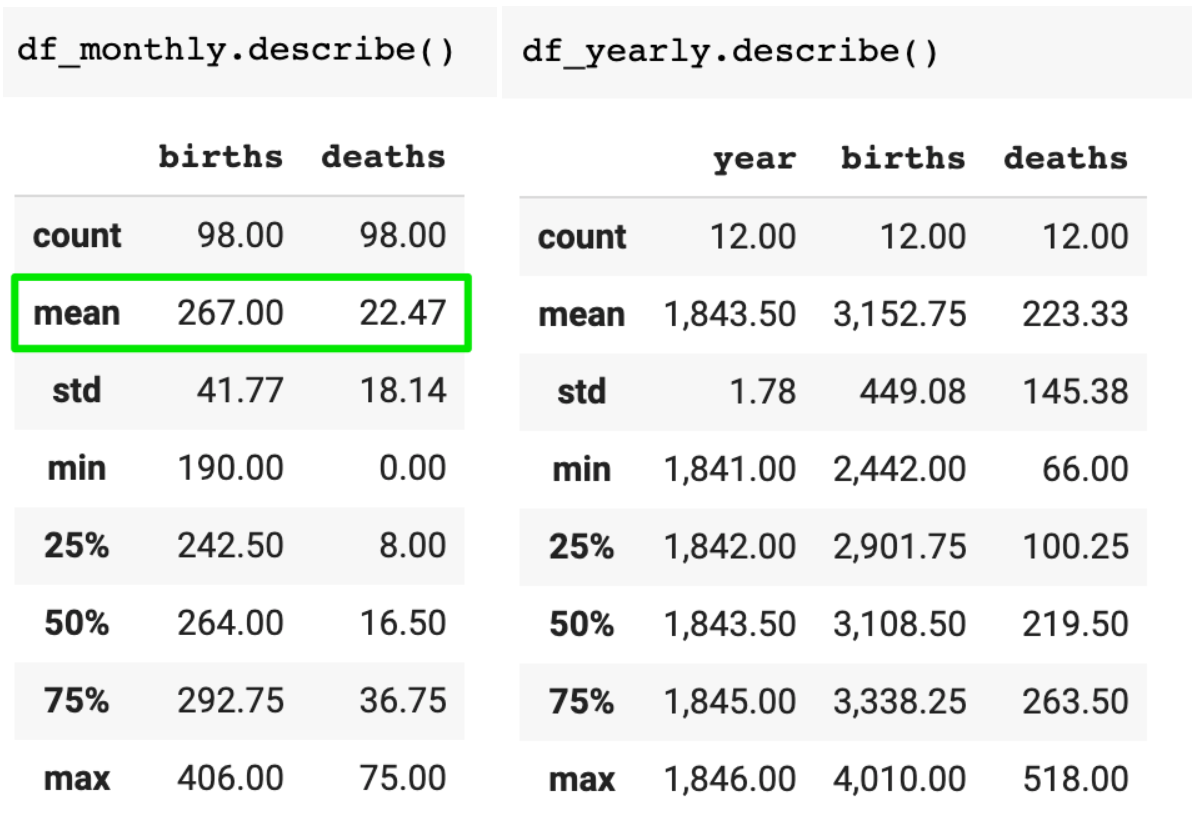 df_monthly.describe()
births deaths
count 98.00 98.00
mean 267.00 22.47
std 41.77 18.14
min 190.00 0.00
25% 242.50 8.00
50% 264.00 16.50
75% 292.75 36.75
max 406.00 75.00
df_yearly.describe()
year births deaths
count 12.00 12.00 12.00
mean 1,843.50 3,152.75 223.33
std 1.78 449.08 145.38
min 1,841.00 2,442.00 66.00
25% 1,842.00 2,901.75 100.25
50% 1,843.50 3,108.50 219.50
75% 1,845.00 3,338.25 263.50
max 1,846.00 4,010.00 518.00